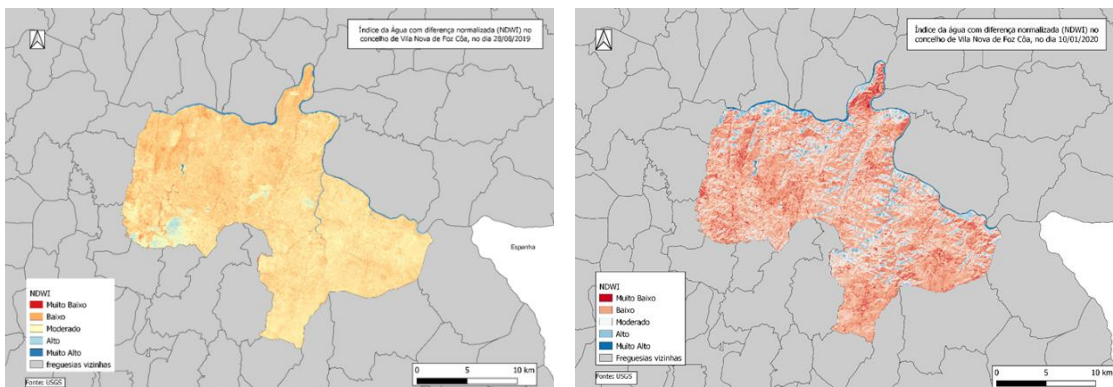 Índice da Água com diferença normalizada (NDWI) no
concelho de Vila Nova de Foz Côa, no dia 28/08/2019
Espanha
NDWI
Muito Baixo
Baixo
Moderado
Alto
Muito Alto
freguesias vizinhas
Fonte: USGS
0 5 10 km
Índice da água com diferença normalizada (NDWI) no
concelho de Vila Nova de Foz Côa, no dia 10/01/2020
NDWI
Muito Baixo
Baixo
Moderado
Alto
Muito Alto
Freguesias vizinhas
Fonte: USGS
0 5 10 km